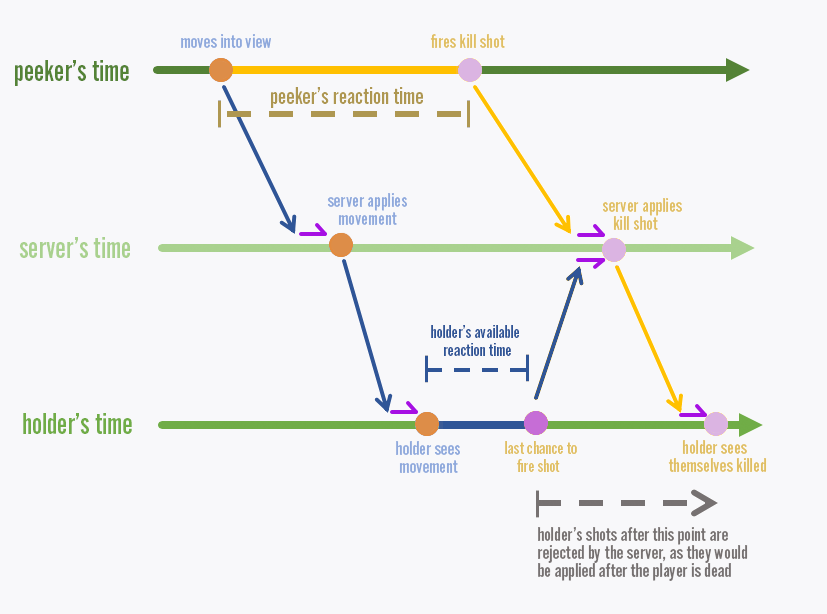 moves into view
fires kill shot
peeker's time
peeker's reaction time
server applies
movement
server applies
kill shot
server's time
holder's available
reaction time
holder's time
holder sees
movement
last chance to
fire shot
holder sees
themselves killed
holder's shots after this point are
rejected by the server, as they would
be applied after the player is dead